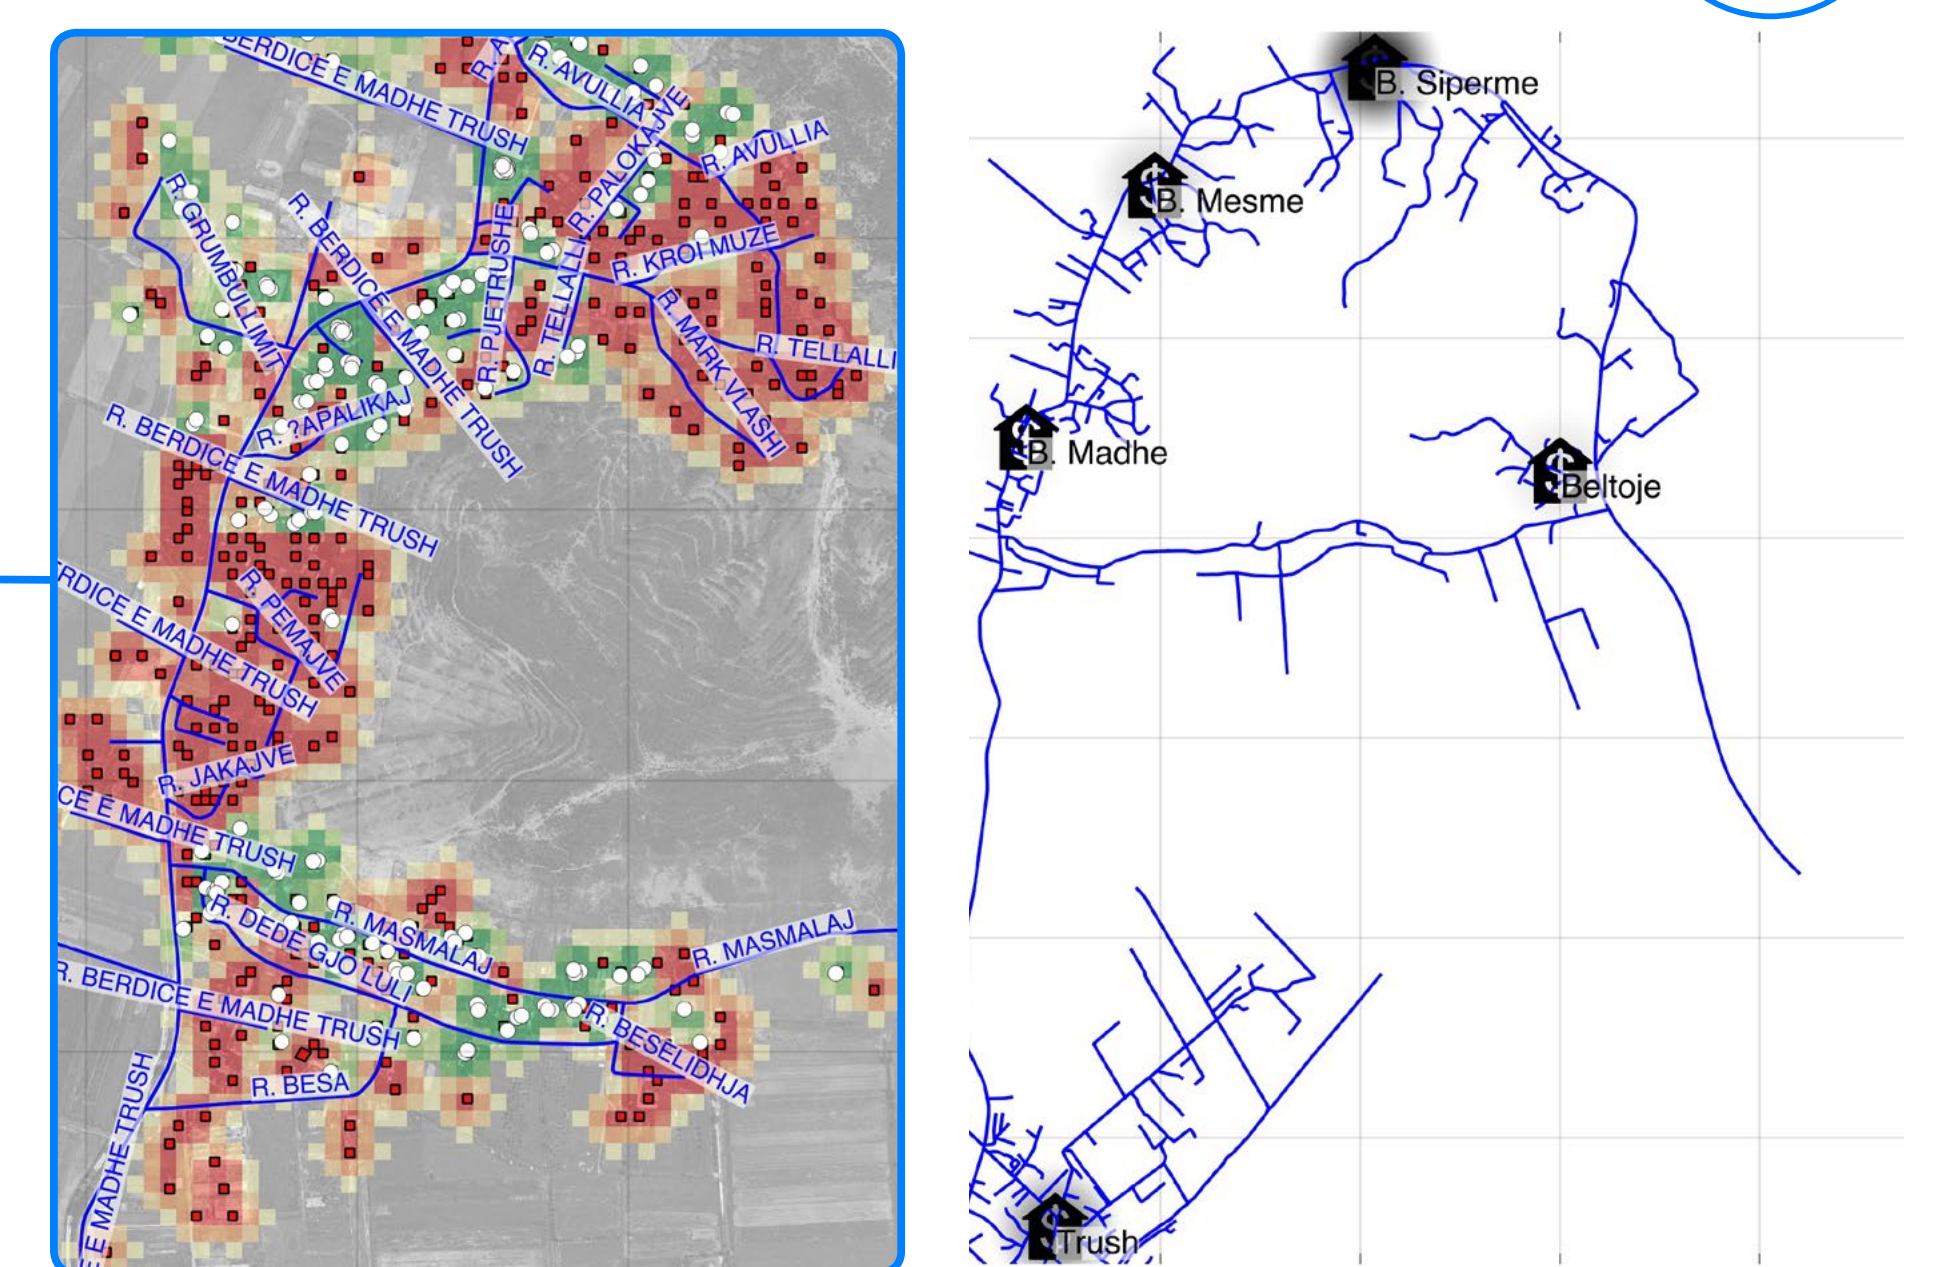 BERDICE E MADHE TRUSH
R. A
R. AVULLIA
R. PALOKAJVE
R. AVULLIA
R. GRUMBULLIMIT
R. BERDICE E MADHE TRUSH
R. PJETRUSHE
R. TELLALLI
R. KROI MUZE
R. MARK VLASHI
R. TELLALLI
R. ?APALIKAJ
R. BERDICE E MADHE TRUSH
RDICE E MADHE TRUSH
R. PEMAJVE
R. JAKAJVE
CE E MADHE TRUSH
R. MASMALAJ
R. DEDE GJO LULI
R. MASMALAJ
R. BERDICE E MADHE TRUSH
R. BESELIDHJA
R. BESA
E E MADHE TRUSH
B. Siperme
B. Mesme
B. Madhe
Beltoje
Trush